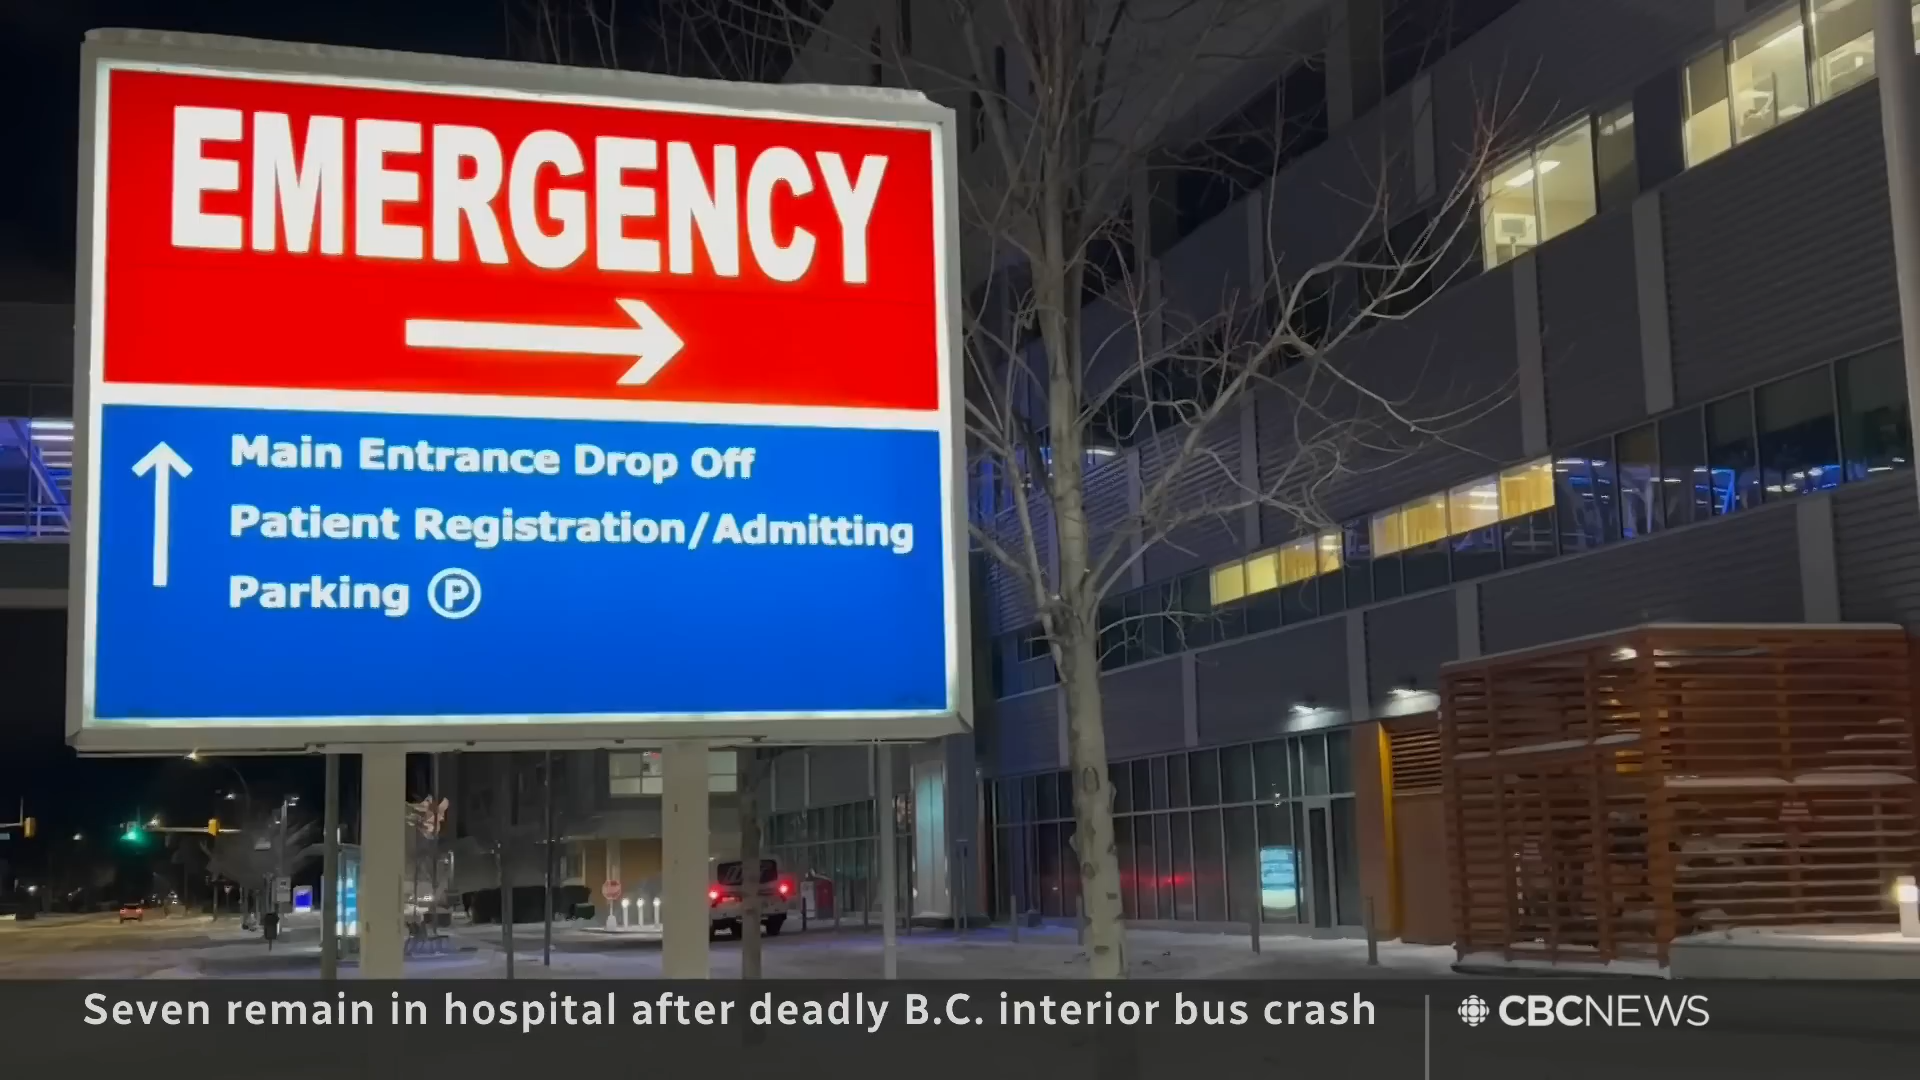 EMERGENCY
Main Entrance Drop Off
Patient Registration/Admitting
Parking P
Seven remain in hospital after deadly B.C. interior bus crash
CBCNEWS